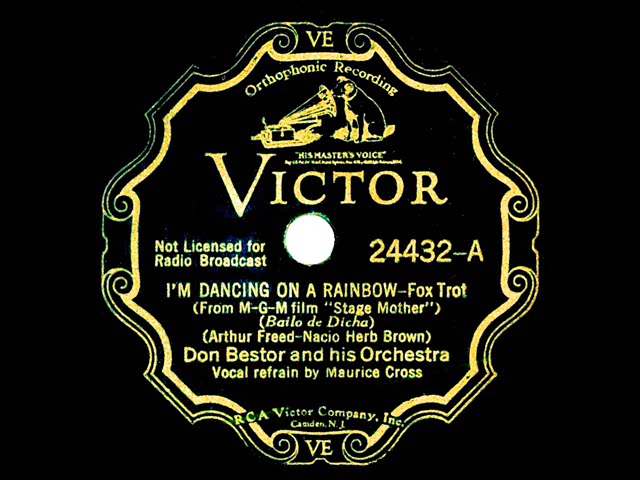 VE
Orthophonic Recording
"HIS MASTER'S VOICE"
VICTOR
Not Licensed for
Radio Broadcast
24432-A
I'M DANCING ON A RAINBOW-Fox Trot
(From M-G-M film "Stage Mother")
(Bailo de Dicha)
(Arthur Freed-Nacio Herb Brown)
Don Bestor and his Orchestra
Vocal refrain by Maurice Cross
RCA Victor Company, Inc.
Camden, N.J.
VE